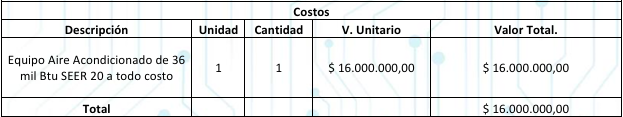 Costos
Descripción Unidad Cantidad V. Unitario Valor Total.
Equipo Aire Acondicionado de 36
mil Btu SEER 20 a todo costo 1 1 $ 16.000.000,00 $ 16.000.000,00
Total $ 16.000.000,00